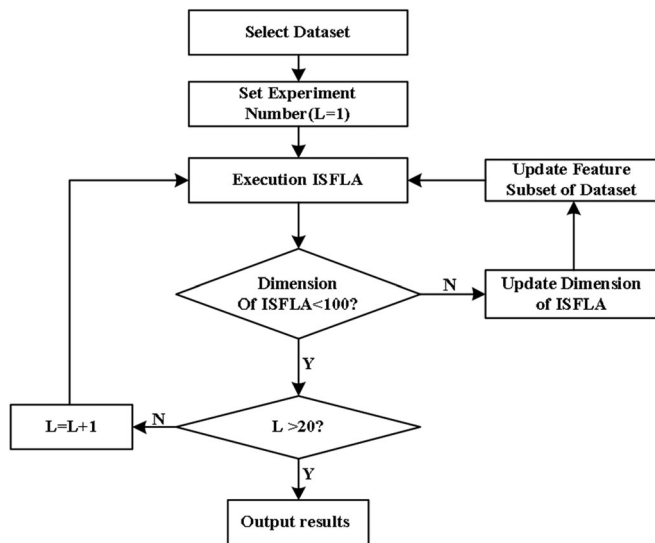 Select Dataset
Set Experiment
Number(L=1)
Execution ISFLA
Update Feature
Subset of Dataset
Dimension
Of ISFLA<100?
N
Update Dimension
of ISFLA
Y
L=L+1
N
L >20?
Y
Output results